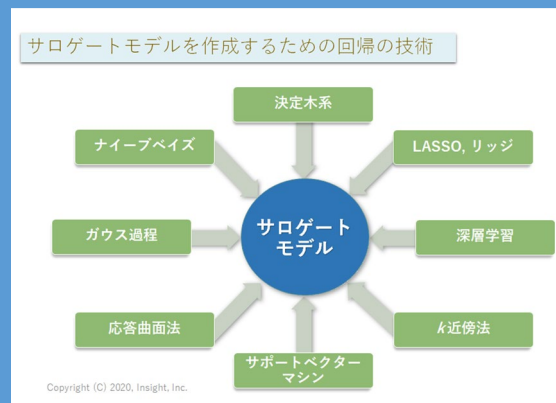 サロゲートモデルを作成するための回帰の技術
決定木系
ナイーブベイズ
LASSO, リッジ
サロゲート
モデル
ガウス過程
深層学習
応答曲面法
k近傍法
サポートベクター
マシン
Copyright (C) 2020, Insight, Inc.